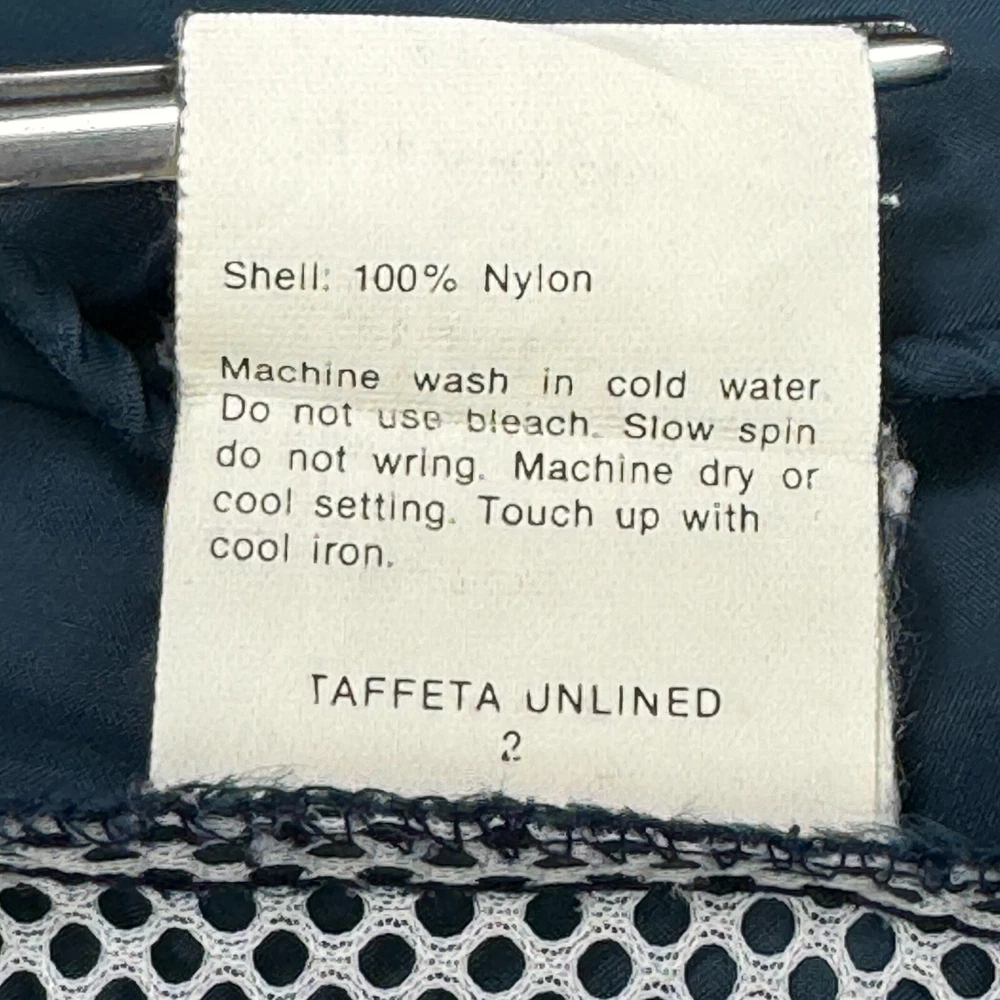 Shell: 100% Nylon
Machine wash in cold water.
Do not use bleach. Slow spin
do not wring. Machine dry or
cool setting. Touch up with
cool iron.
TAFFETA UNLINED
2